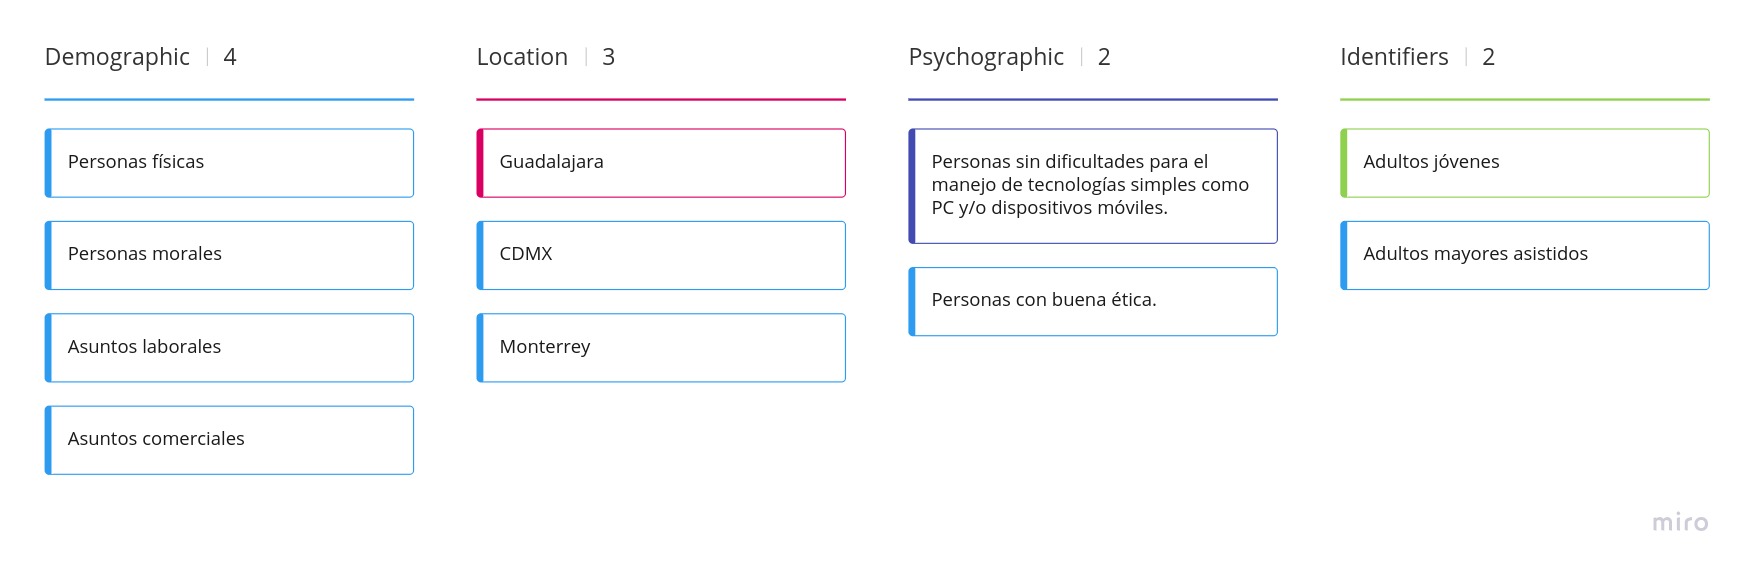 Demographic | 4
Personas físicas
Personas morales
Asuntos laborales
Asuntos comerciales
Location | 3
Guadalajara
CDMX
Monterrey
Psychographic | 2
Personas sin dificultades para el
manejo de tecnologías simples como
PC y/o dispositivos móviles.
Personas con buena ética.
Identifiers | 2
Adultos jóvenes
Adultos mayores asistidos
miro